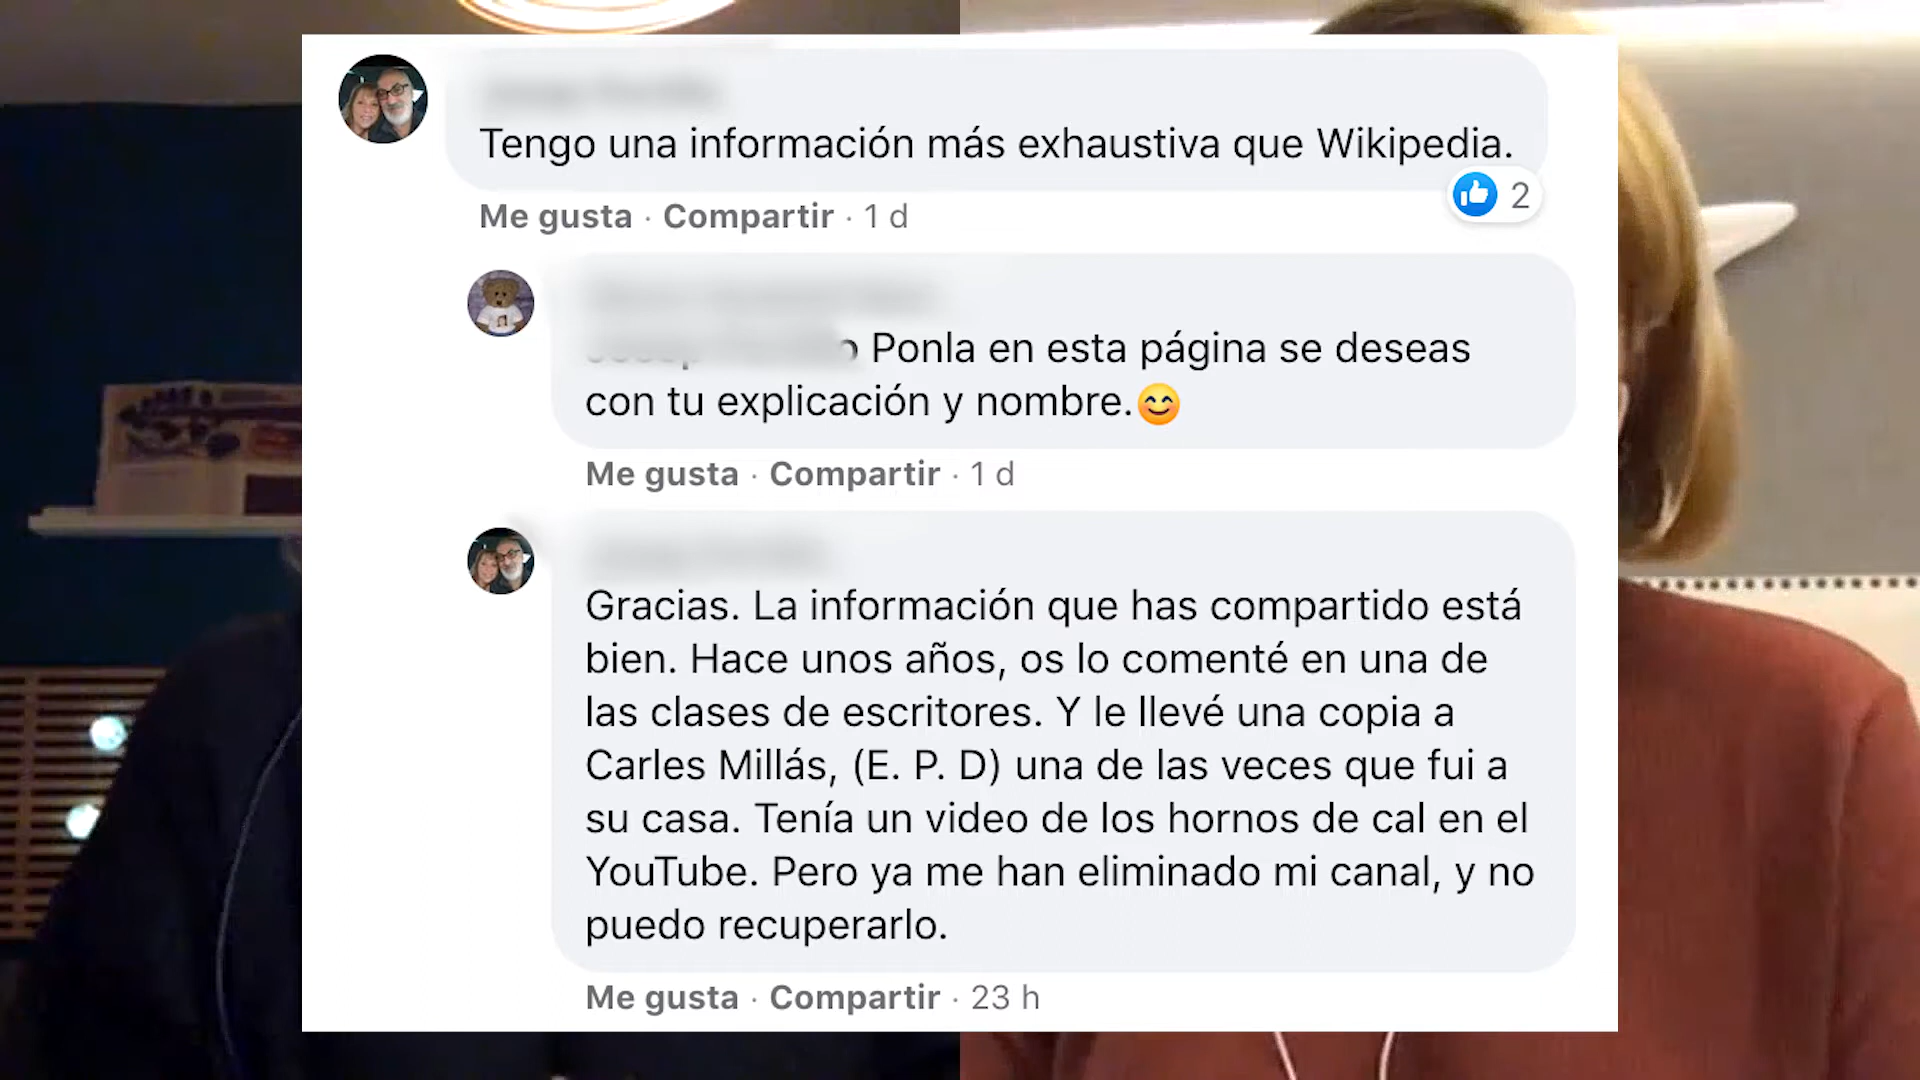 Tengo una información más exhaustiva que Wikipedia.
2
Me gusta · Compartir · 1 d
Ponla en esta página se deseas
con tu explicación y nombre.😊
Me gusta · Compartir · 1 d
Gracias. La información que has compartido está
bien. Hace unos años, os lo comenté en una de
las clases de escritores. Y le llevé una copia a
Carles Millás, (E. P. D) una de las veces que fui a
su casa. Tenía un video de los hornos de cal en el
YouTube. Pero ya me han eliminado mi canal, y no
puedo recuperarlo.
Me gusta · Compartir · 23 h